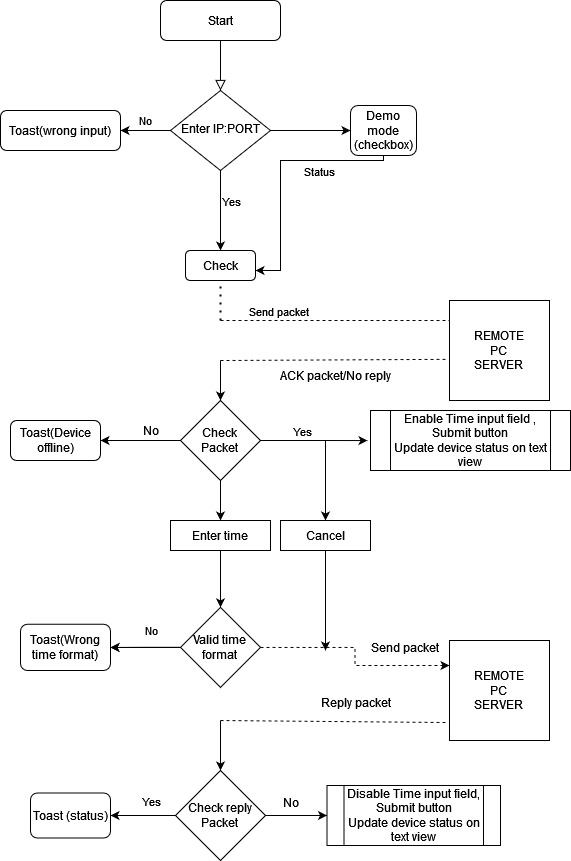 Start
No
Toast(wrong input)
Enter IP:PORT
Demo
mode
(checkbox)
Status
Yes
Check
Send packet
REMOTE
PC
SERVER
ACK packet/No reply
Toast(Device
offline)
No
Check
Packet
Yes
Enable Time input field ,
Submit button
Update device status on text
view
Enter time
Cancel
No
Toast(Wrong
time format)
Valid time
format
Send packet
REMOTE
PC
SERVER
Reply packet
Toast (status)
Yes
Check reply
Packet
No
Disable Time input field,
Submit button
Update device status on
text view